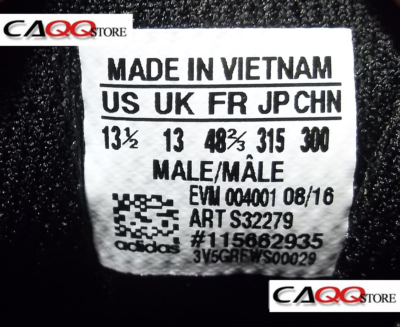 CAQQSTORE
MADE IN VIETNAM
US UK FR JP CHN
13½ 13 48⅔ 315 300
MALE/MÂLE
EVM 004001 08/16
ART S32279
#115662935
adidas 3V5GRFWS00029
CAQQSTORE